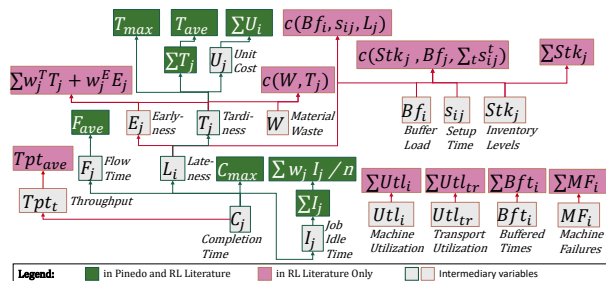 T_max T_ave ∑U_i c(Bf_i, s_ij, L_j)
c(Stk_j, Bf_j, ∑_t s^t_ij) ∑Stk_j
∑T_j U_j Unit Cost
∑w_j^T T_j + w_j^E E_j c(W, T_j)
Bf_i s_ij Stk_j
Buffer Load Setup Time Inventory Levels
E_j Early-ness T_j Tardi-ness W Material Waste
F_ave
Tpt_ave F_j Flow Time L_i Late-ness C_max ∑w_j I_j / n
∑Utl_i ∑Utl_tr ∑Bft_i ∑MF_i
Tpt_t Throughput ∑I_j
C_j Completion Time I_j Job Idle Time
Utl_i Utl_tr Bft_i MF_i
Machine Utilization Transport Utilization Buffered Times Machine Failures
Legend: in Pinedo and RL Literature in RL Literature Only Intermediary variables